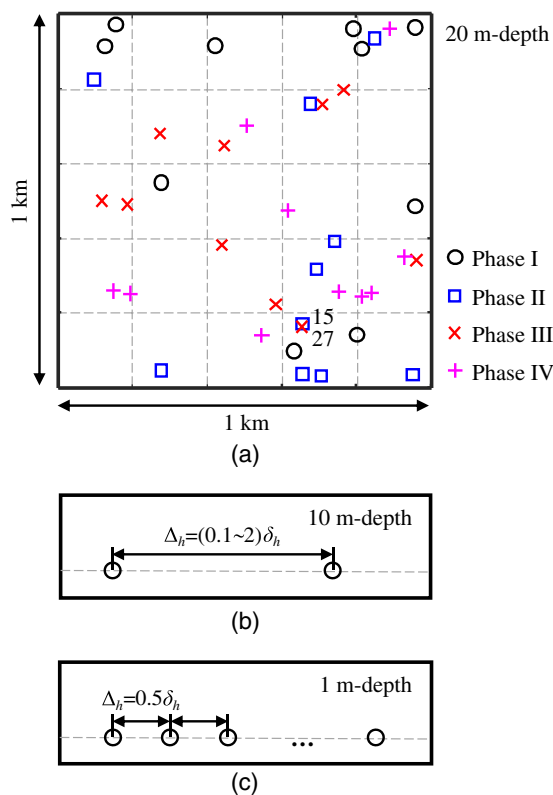 20 m-depth
1 km
Phase I
Phase II
15
Phase III
27
Phase IV
1 km
(a)
10 m-depth
Δₕ=(0.1~2)δₕ
(b)
1 m-depth
Δₕ=0.5δₕ
...
(c)